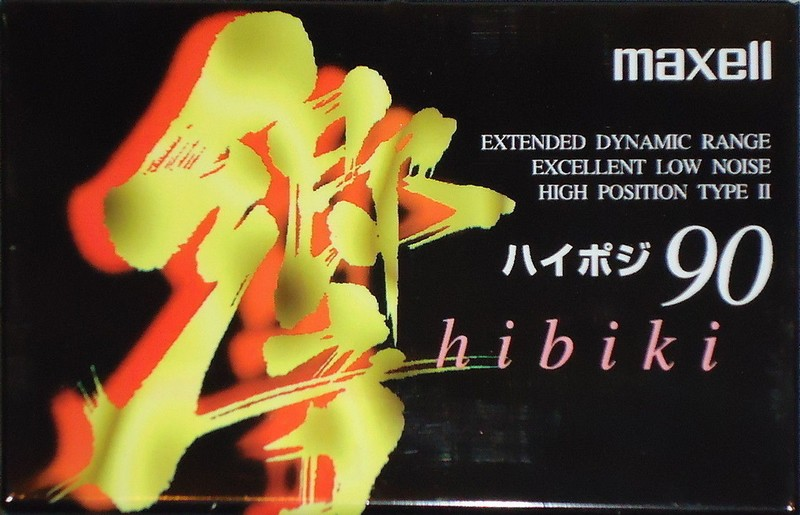 響
maxell
EXTENDED DYNAMIC RANGE
EXCELLENT LOW NOISE
HIGH POSITION TYPE II
ハイポジ 90
hibiki